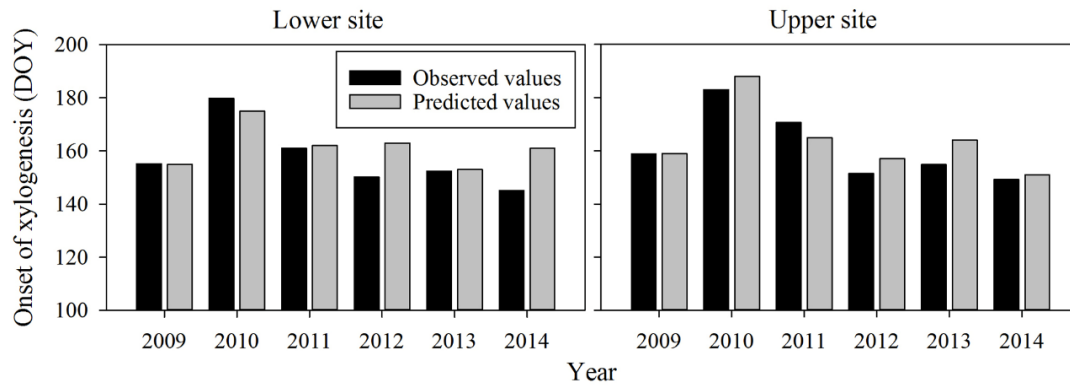 Lower site
Upper site
Onset of xylogenesis (DOY)
200
180
160
140
120
100
Observed values
Predicted values
2009 2010 2011 2012 2013 2014
2009 2010 2011 2012 2013 2014
Year